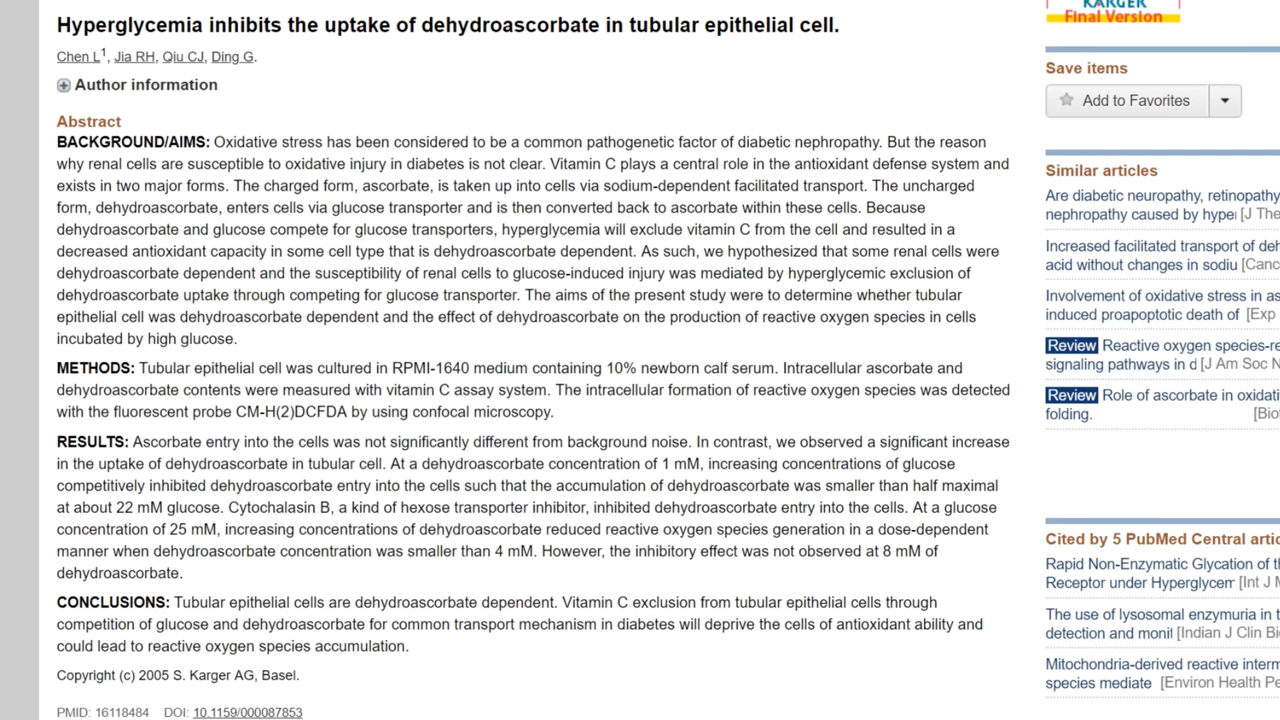 Hyperglycemia inhibits the uptake of dehydroascorbate in tubular epithelial cell.
Chen L1, Jia RH, Qiu CJ, Ding G.
Author information
Abstract
BACKGROUND/AIMS: Oxidative stress has been considered to be a common pathogenetic factor of diabetic nephropathy. But the reason
why renal cells are susceptible to oxidative injury in diabetes is not clear. Vitamin C plays a central role in the antioxidant defense system and
exists in two major forms. The charged form, ascorbate, is taken up into cells via sodium-dependent facilitated transport. The uncharged
form, dehydroascorbate, enters cells via glucose transporter and is then converted back to ascorbate within these cells. Because
dehydroascorbate and glucose compete for glucose transporters, hyperglycemia will exclude vitamin C from the cell and resulted in a
decreased antioxidant capacity in some cell type that is dehydroascorbate dependent. As such, we hypothesized that some renal cells were
dehydroascorbate dependent and the susceptibility of renal cells to glucose-induced injury was mediated by hyperglycemic exclusion of
dehydroascorbate uptake through competing for glucose transporter. The aims of the present study were to determine whether tubular
epithelial cell was dehydroascorbate dependent and the effect of dehydroascorbate on the production of reactive oxygen species in cells
incubated by high glucose.
METHODS: Tubular epithelial cell was cultured in RPMI-1640 medium containing 10% newborn calf serum. Intracellular ascorbate and
dehydroascorbate contents were measured with vitamin C assay system. The intracellular formation of reactive oxygen species was detected
with the fluorescent probe CM-H(2)DCFDA by using confocal microscopy.
RESULTS: Ascorbate entry into the cells was not significantly different from background noise. In contrast, we observed a significant increase
in the uptake of dehydroascorbate in tubular cell. At a dehydroascorbate concentration of 1 mM, increasing concentrations of glucose
competitively inhibited dehydroascorbate entry into the cells such that the accumulation of dehydroascorbate was smaller than half maximal
at about 22 mM glucose. Cytochalasin B, a kind of hexose transporter inhibitor, inhibited dehydroascorbate entry into the cells. At a glucose
concentration of 25 mM, increasing concentrations of dehydroascorbate reduced reactive oxygen species generation in a dose-dependent
manner when dehydroascorbate concentration was smaller than 4 mM. However, the inhibitory effect was not observed at 8 mM of
dehydroascorbate.
CONCLUSIONS: Tubular epithelial cells are dehydroascorbate dependent. Vitamin C exclusion from tubular epithelial cells through
competition of glucose and dehydroascorbate for common transport mechanism in diabetes will deprive the cells of antioxidant ability and
could lead to reactive oxygen species accumulation.
Copyright (c) 2005 S. Karger AG, Basel.
PMID: 16118484 DOI: 10.1159/000087853
KARGER
Final Version
Save items
Add to Favorites
Similar articles
Are diabetic neuropathy, retinopathy
nephropathy caused by hype [J The
Increased facilitated transport of deh
acid without changes in sodiu [Canc
Involvement of oxidative stress in as
induced proapoptotic death of [Exp
Review Reactive oxygen species-re
signaling pathways in d [J Am Soc N
Review Role of ascorbate in oxidati
folding. [Bio
Cited by 5 PubMed Central artic
Rapid Non-Enzymatic Glycation of th
Receptor under Hyperglycem [Int J M
The use of lysosomal enzymuria in t
detection and monit [Indian J Clin Bi
Mitochondria-derived reactive interm
species mediate [Environ Health Pe